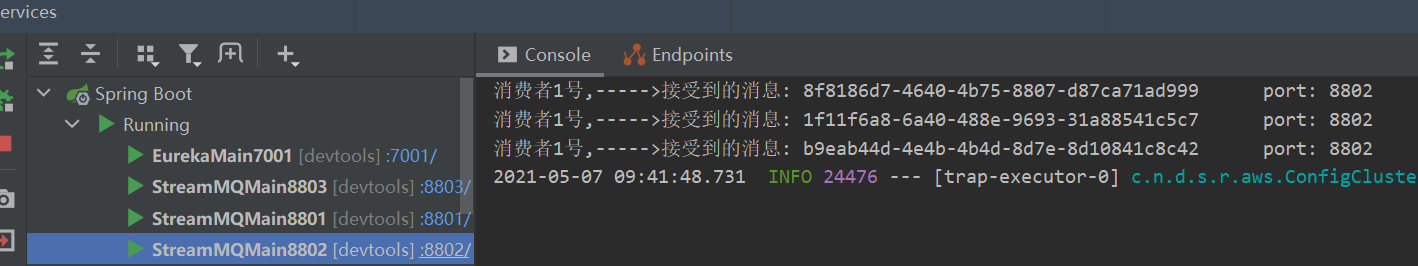 ervices
Console Endpoints
Spring Boot
Running
EurekaMain7001 [devtools] :7001/
StreamMQMain8803 [devtools] :8803/
StreamMQMain8801 [devtools] :8801/
StreamMQMain8802 [devtools] :8802/
消费者1号,----->接受到的消息: 8f8186d7-4640-4b75-8807-d87ca71ad999 port: 8802
消费者1号,----->接受到的消息: 1f11f6a8-6a40-488e-9693-31a88541c5c7 port: 8802
消费者1号,----->接受到的消息: b9eab44d-4e4b-4b4d-8d7e-8d10841c8c42 port: 8802
2021-05-07 09:41:48.731 INFO 24476 --- [trap-executor-0] c.n.d.s.r.aws.ConfigCluste